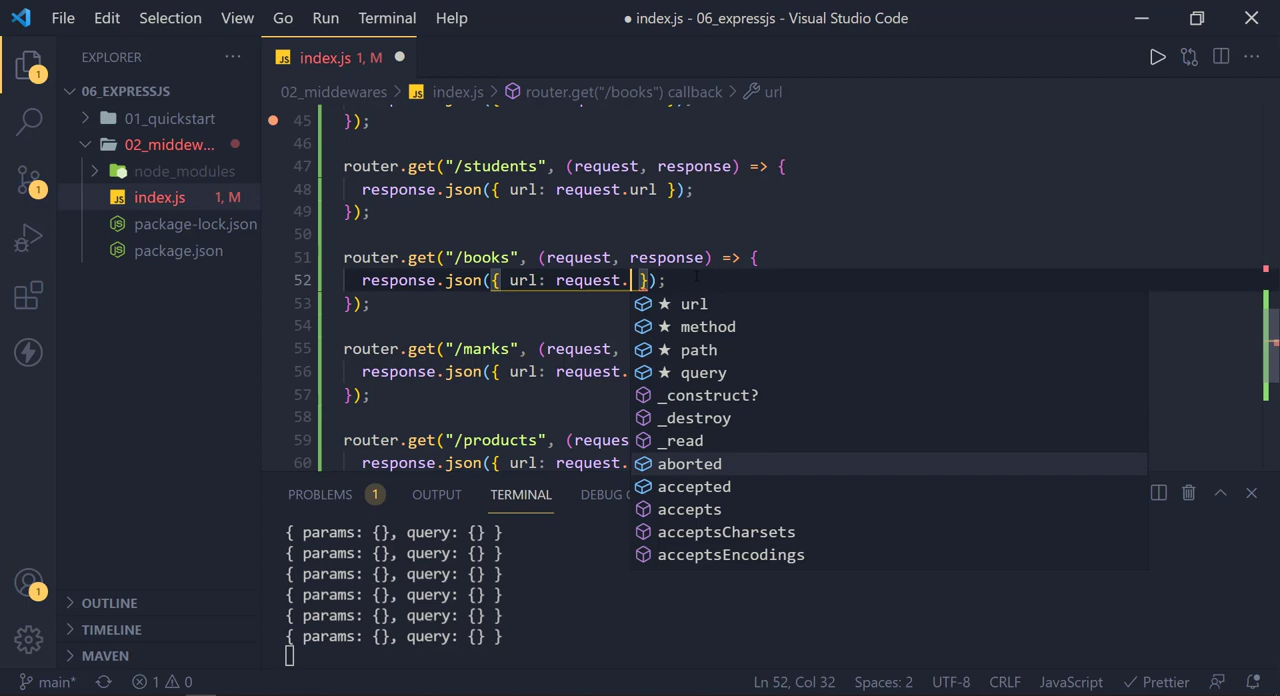 File Edit Selection View Go Run Terminal Help
● index.js - 06_expressjs - Visual Studio Code
EXPLORER
06_EXPRESSJS
01_quickstart
02_middew...
node_modules
index.js 1, M
package-lock.json
package.json
OUTLINE
TIMELINE
MAVEN
1
1
1
JS index.js 1, M
02_middewares > JS index.js > router.get("/books") callback > url
45 });
46
47 router.get("/students", (request, response) => {
48 response.json({ url: request.url });
49 });
50
51 router.get("/books", (request, response) => {
52 response.json({ url: request. });
53 });
54
55 router.get("/marks", (request,
56 response.json({ url: request.
57 });
58
59 router.get("/products", (reques
60 response.json({ url: request.
★ url
★ method
★ path
★ query
_construct?
_destroy
_read
aborted
accepted
accepts
acceptsCharsets
acceptsEncodings
PROBLEMS 1 OUTPUT TERMINAL DEBUG
{ params: {}, query: {} }
{ params: {}, query: {} }
{ params: {}, query: {} }
{ params: {}, query: {} }
{ params: {}, query: {} }
{ params: {}, query: {} }
main* 1 0 Ln 52, Col 32 Spaces: 2 UTF-8 CRLF JavaScript Prettier